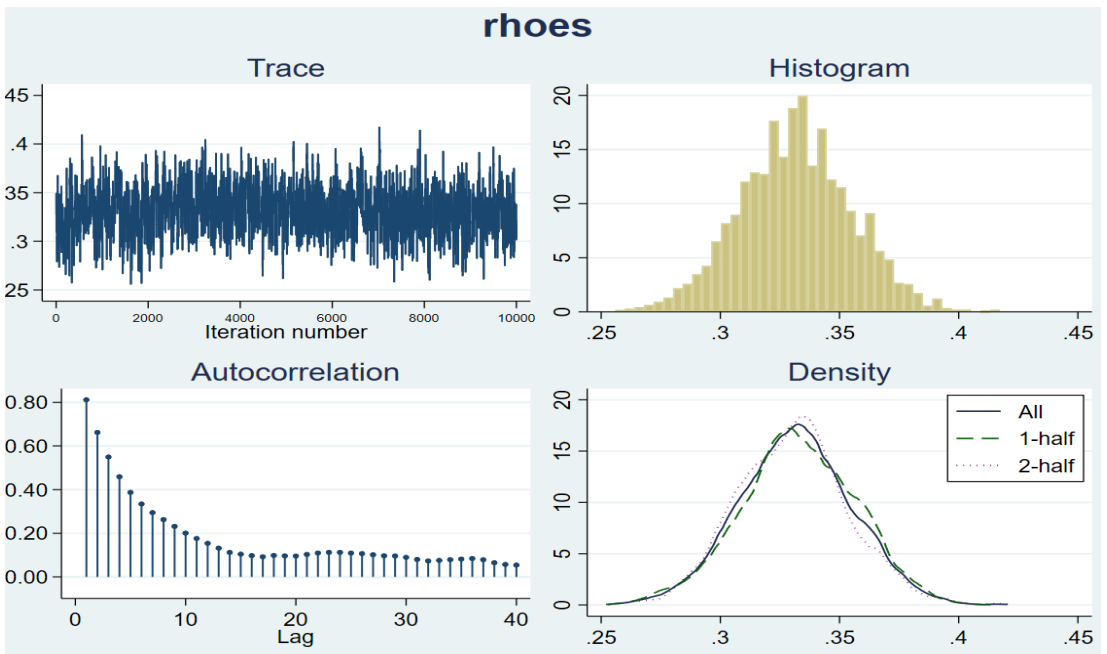 rhoes
Trace
45
.4
35
.3
25
0 2000 4000 6000 8000 10000
Iteration number
Histogram
20
15
10
5
0
.25 .3 .35 .4 .45
Autocorrelation
0.80
0.60
0.40
0.20
0.00
0 10 20 30 40
Lag
Density
20
15
10
5
0
All
1-half
2-half
.25 .3 .35 .4 .45